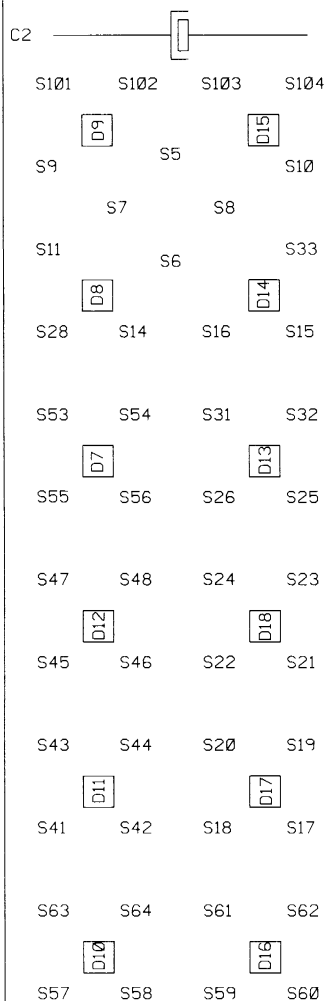 C2
S101 S102 S103 S104
D9 D15
S5
S9 S10
S7 S8
S11 S33
S6
D8 D14
S28 S14 S16 S15
S53 S54 S31 S32
D7 D13
S55 S56 S26 S25
S47 S48 S24 S23
D12 D18
S45 S46 S22 S21
S43 S44 S20 S19
D11 D17
S41 S42 S18 S17
S63 S64 S61 S62
D10 D16
S57 S58 S59 S60